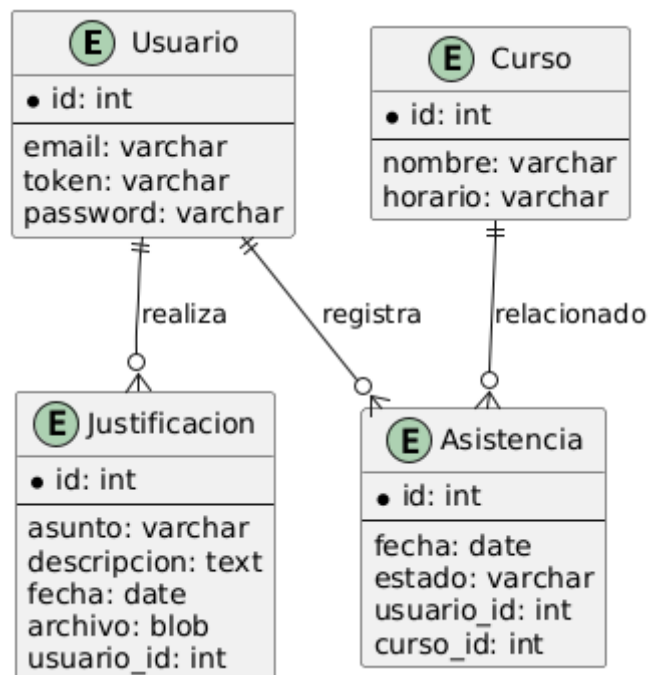 E Usuario
• id: int
email: varchar
token: varchar
password: varchar
E Curso
• id: int
nombre: varchar
horario: varchar
realiza
registra
relacionado
E Justificacion
• id: int
asunto: varchar
descripcion: text
fecha: date
archivo: blob
usuario_id: int
E Asistencia
• id: int
fecha: date
estado: varchar
usuario_id: int
curso_id: int